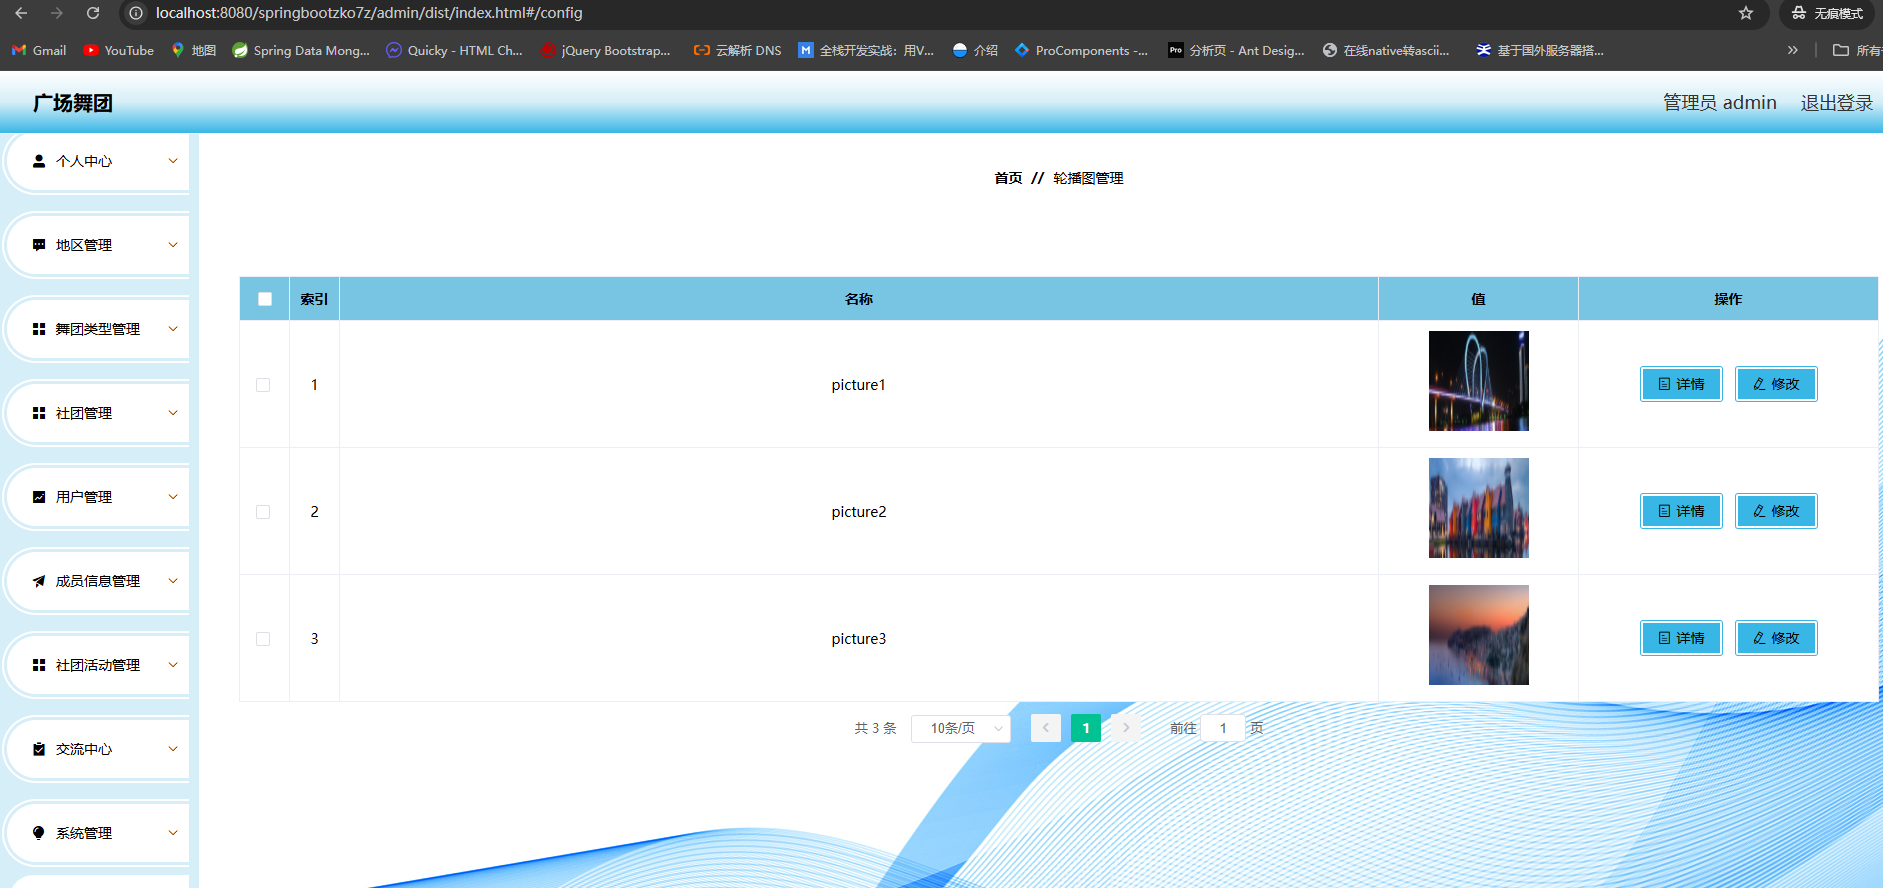 localhost:8080/springbootzko7z/admin/dist/index.html#/config
无痕模式
Gmail
YouTube
地图
Spring Data Mong...
Quicky - HTML Ch...
jQuery Bootstrap...
云解析 DNS
全栈开发实战：用V...
介绍
ProComponents -...
Pro 分析页 - Ant Desig...
在线native转ascii...
基于国外服务器搭...
所有
广场舞团
管理员 admin
退出登录
个人中心
地区管理
舞团类型管理
社团管理
用户管理
成员信息管理
社团活动管理
交流中心
系统管理
首页 // 轮播图管理
索引 名称 值 操作
1 picture1 详情 修改
2 picture2 详情 修改
3 picture3 详情 修改
共 3 条 10条/页 1 前往 1 页